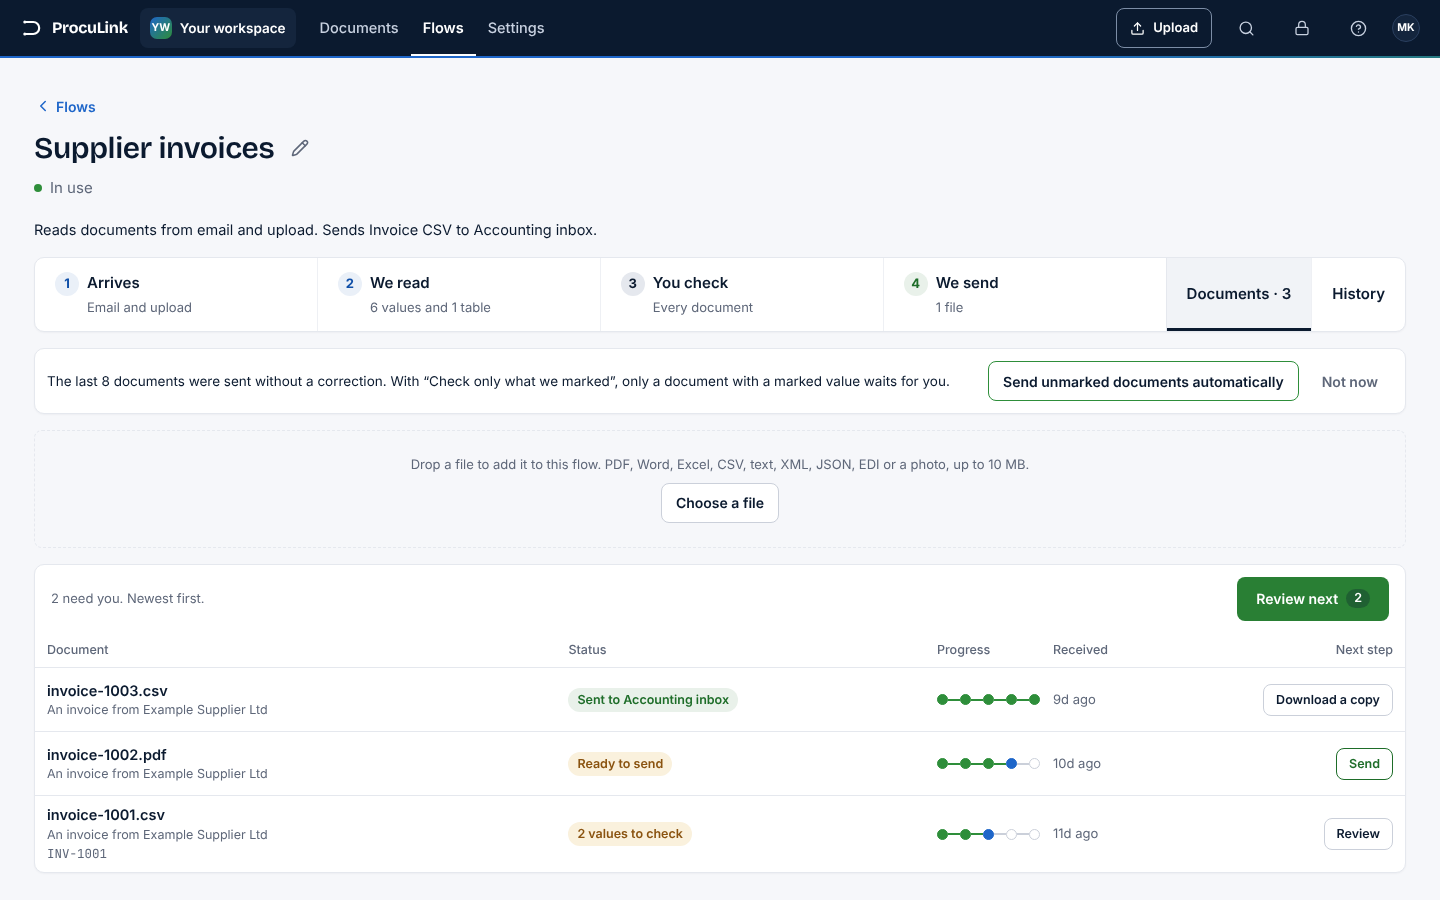 ProcuLink
YW Your workspace
Documents
Flows
Settings
Upload
MK
Flows
Supplier invoices
In use
Reads documents from email and upload. Sends Invoice CSV to Accounting inbox.
1 Arrives
Email and upload
2 We read
6 values and 1 table
3 You check
Every document
4 We send
1 file
Documents · 3
History
The last 8 documents were sent without a correction. With “Check only what we marked”, only a document with a marked value waits for you.
Send unmarked documents automatically
Not now
Drop a file to add it to this flow. PDF, Word, Excel, CSV, text, XML, JSON, EDI or a photo, up to 10 MB.
Choose a file
2 need you. Newest first.
Review next 2
Document Status Progress Received Next step
invoice-1003.csv
An invoice from Example Supplier Ltd
Sent to Accounting inbox
9d ago
Download a copy
invoice-1002.pdf
An invoice from Example Supplier Ltd
Ready to send
10d ago
Send
invoice-1001.csv
An invoice from Example Supplier Ltd
INV-1001
2 values to check
11d ago
Review